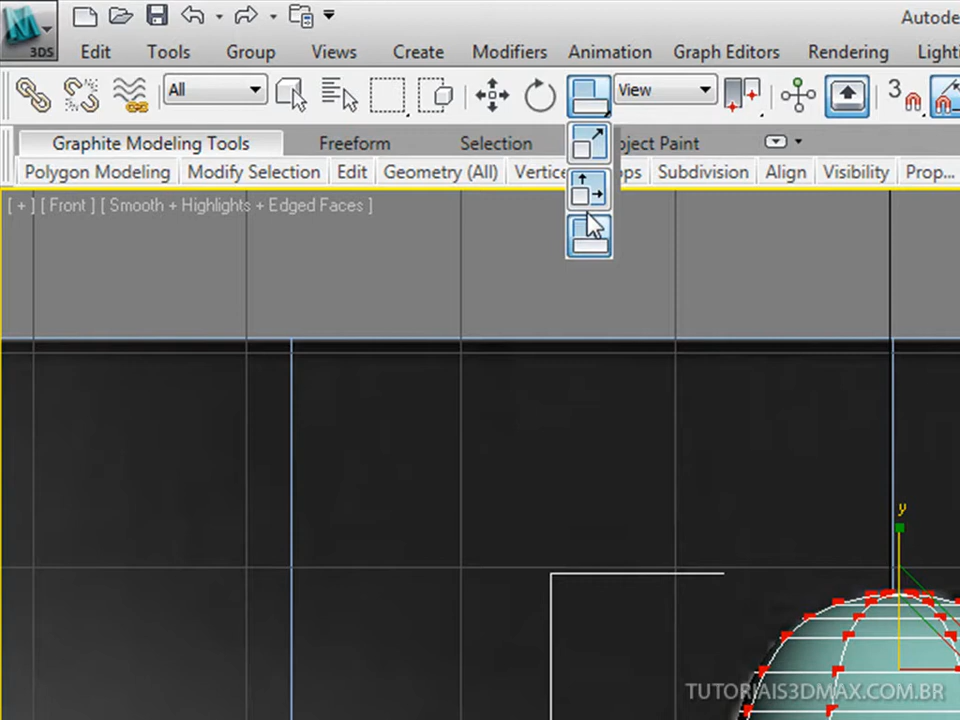 Autode
3DS
Edit Tools Group Views Create Modifiers Animation Graph Editors Rendering Lighti
All View 3
Graphite Modeling Tools Freeform Selection bject Paint
Polygon Modeling Modify Selection Edit Geometry (All) Vertice ops Subdivision Align Visibility Prop...
[ + ] [ Front ] [ Smooth + Highlights + Edged Faces ]
y
TUTORIAIS3DMAX.COM.BR